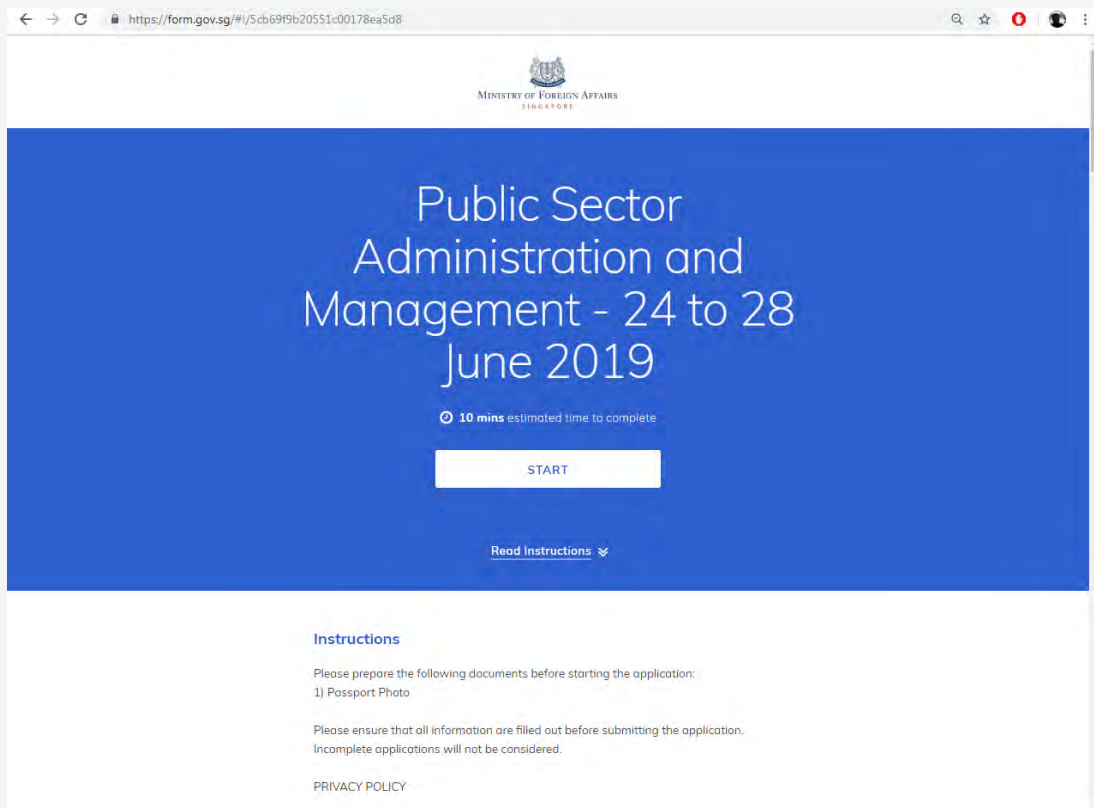 https://form.gov.sg/#!/5cb69f9b20551c00178ea5d8
MINISTRY OF FOREIGN AFFAIRS
SINGAPORE
Public Sector
Administration and
Management - 24 to 28
June 2019
10 mins estimated time to complete
START
Read Instructions
Instructions
Please prepare the following documents before starting the application:
1) Passport Photo
Please ensure that all information are filled out before submitting the application.
Incomplete applications will not be considered.
PRIVACY POLICY